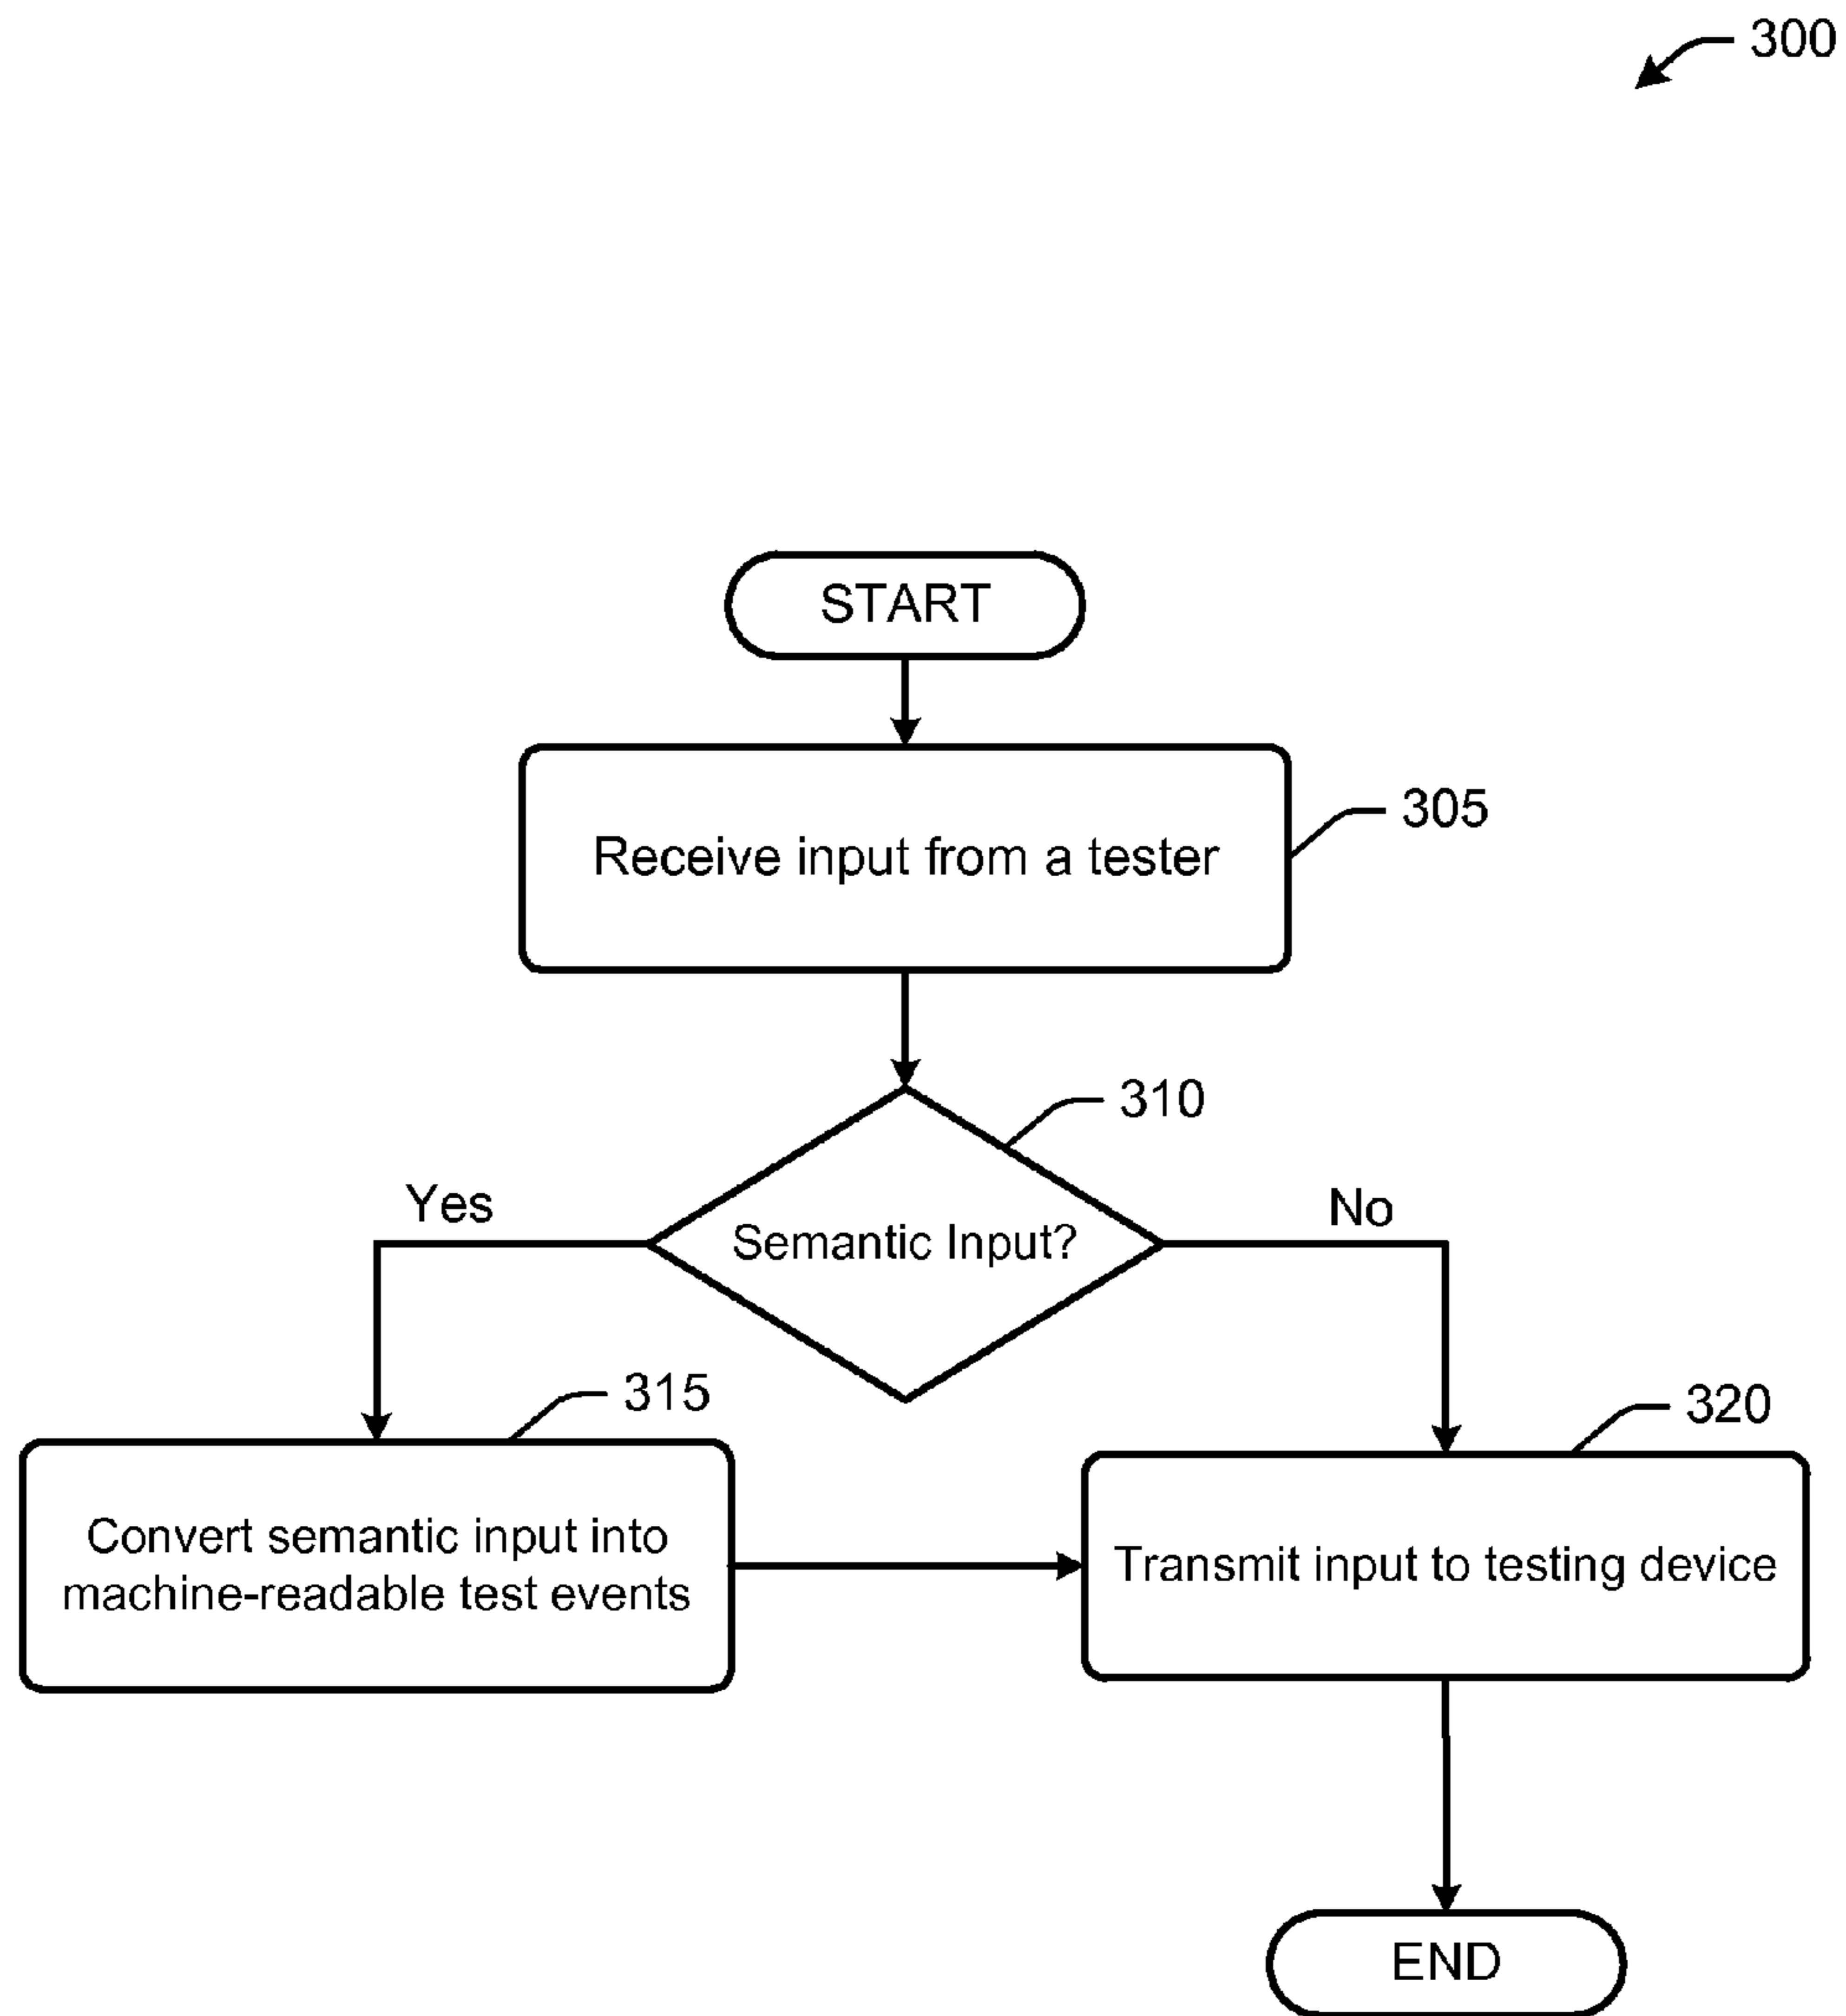 300
START
Receive input from a tester
305
310
Semantic Input?
Yes
No
315
Convert semantic input into
machine-readable test events
320
Transmit input to testing device
END